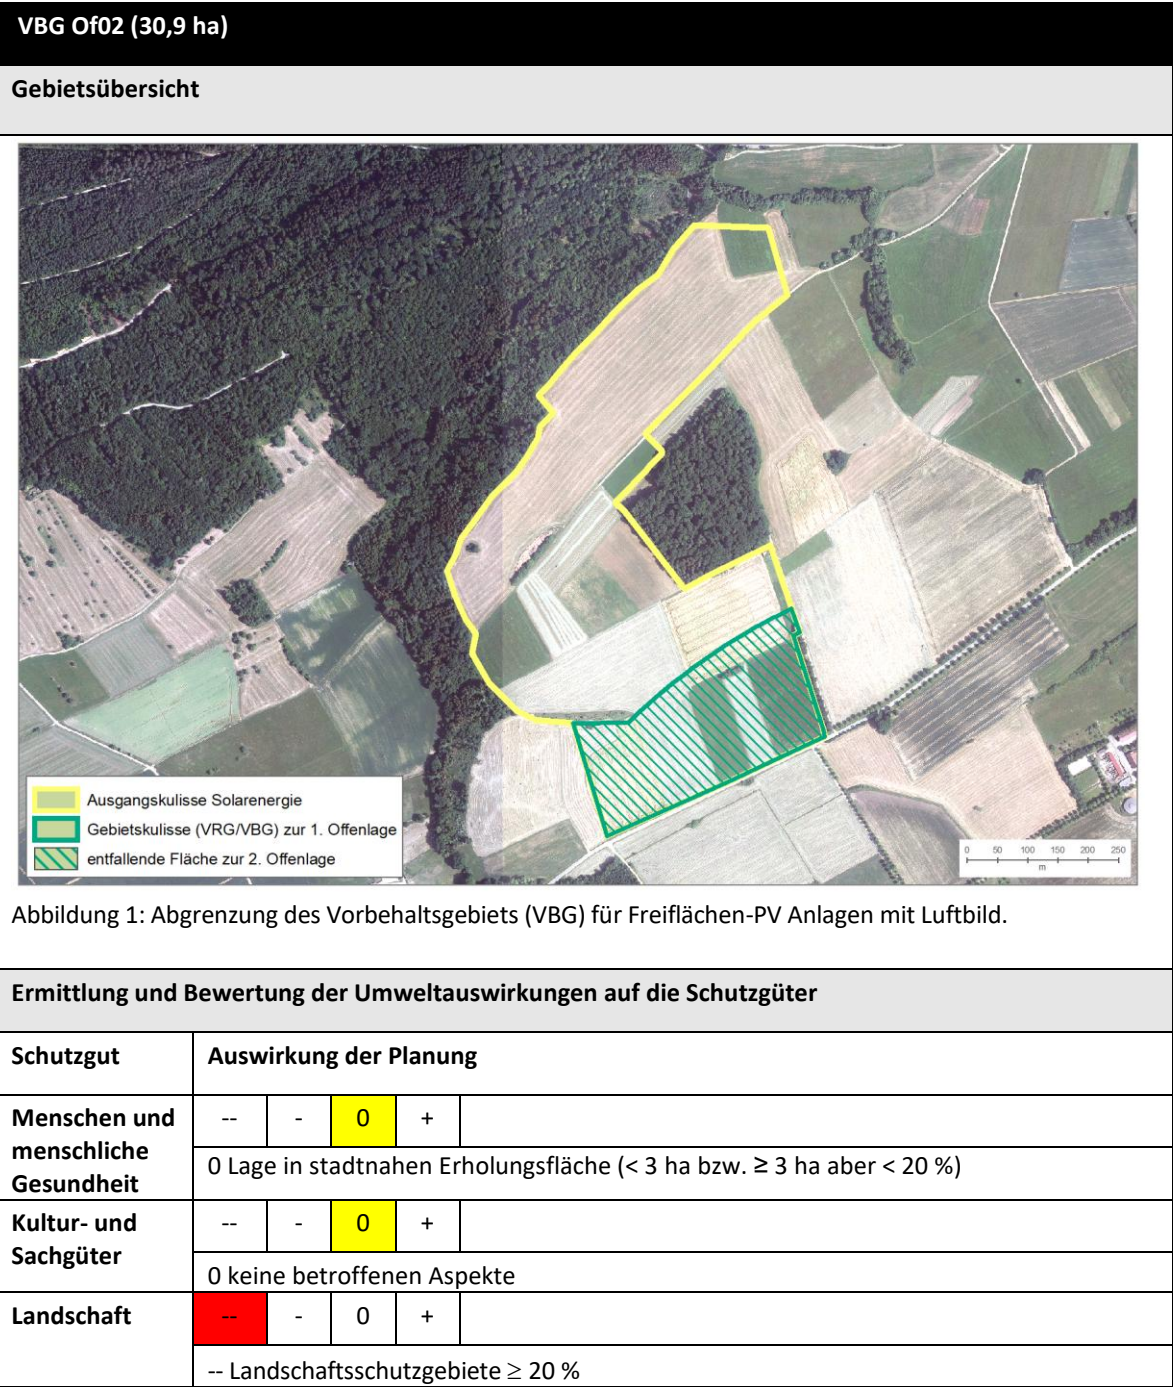 VBG Of02 (30,9 ha)
Gebietsübersicht
Ausgangskulisse Solarenergie
Gebietskulisse (VRG/VBG) zur 1. Offenlage
entfallende Fläche zur 2. Offenlage
0 50 100 150 200 250
m
Abbildung 1: Abgrenzung des Vorbehaltsgebiets (VBG) für Freiflächen-PV Anlagen mit Luftbild.
Ermittlung und Bewertung der Umweltauswirkungen auf die Schutzgüter
Schutzgut Auswirkung der Planung
Menschen und
menschliche
Gesundheit
-- - 0 +
0 Lage in stadtnahen Erholungsfläche (< 3 ha bzw. ≥ 3 ha aber < 20 %)
Kultur- und
Sachgüter
-- - 0 +
0 keine betroffenen Aspekte
Landschaft
-- - 0 +
-- Landschaftsschutzgebiete ≥ 20 %